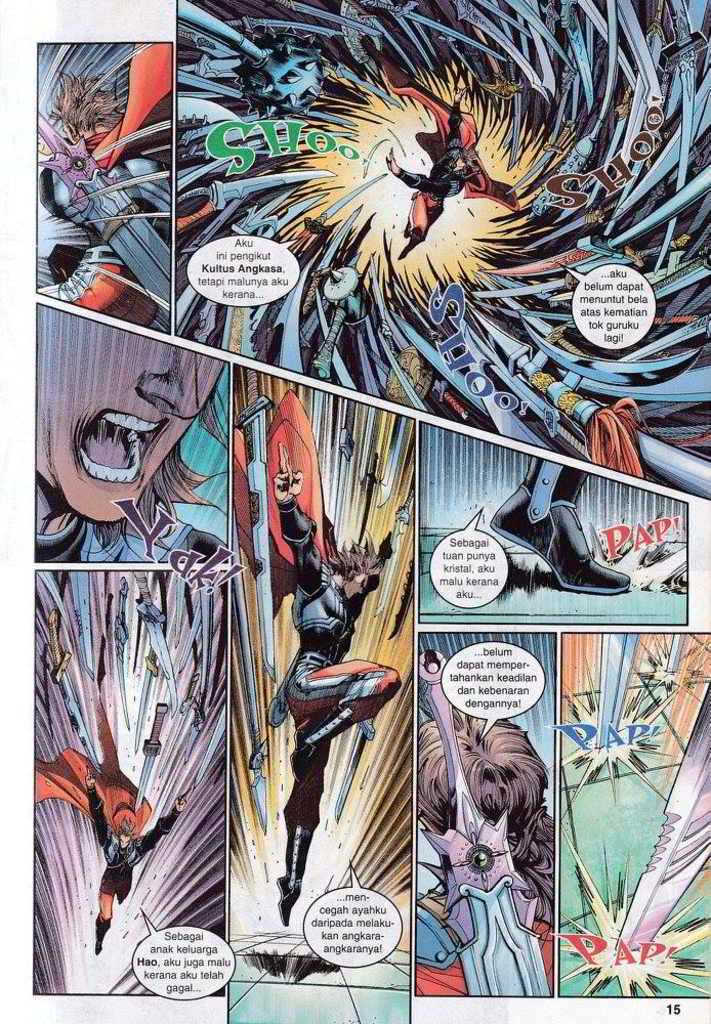 SHOO
SHOO!
SHOO!
Aku
ini pengikut
Kultus Angkasa,
tetapi malunya aku
kerana...
...aku
belum dapat
menuntut bela
atas kematian
tok guruku
lagi!
YAK!
Sebagai
anak keluarga
Hao, aku juga malu
kerana aku telah
gagal...
...men-
cegah ayahku
daripada melaku-
kan angkara-
angkaranya!
Sebagai
tuan punya
kristal, aku
malu kerana
aku...
PAP!
...belum
dapat memper-
tahankan keadilan
dan kebenaran
dengannya!
PAP!
PAP!
15